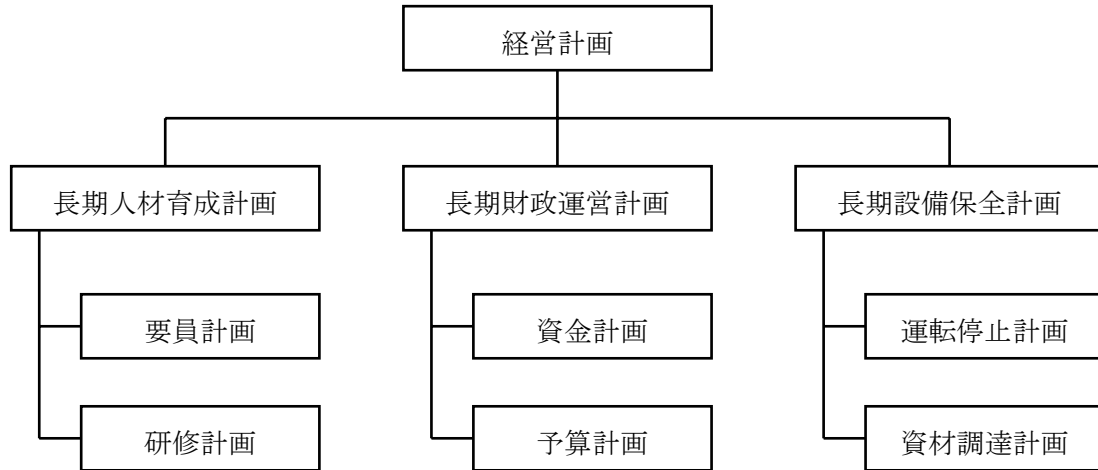 経営計画
長期人材育成計画
長期財政運営計画
長期設備保全計画
要員計画
資金計画
運転停止計画
研修計画
予算計画
資材調達計画